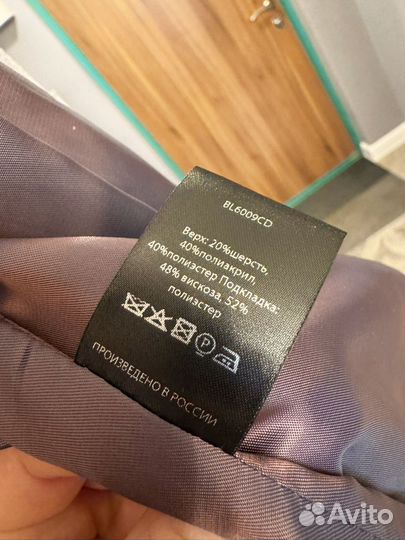 BL6009CD
Верх: 20%шерсть,
40%полиакрил,
40%полиэстер Подкладка:
48% вискоза, 52%
полиэстер
P
ПРОИЗВЕДЕНО В РОССИИ
Avito